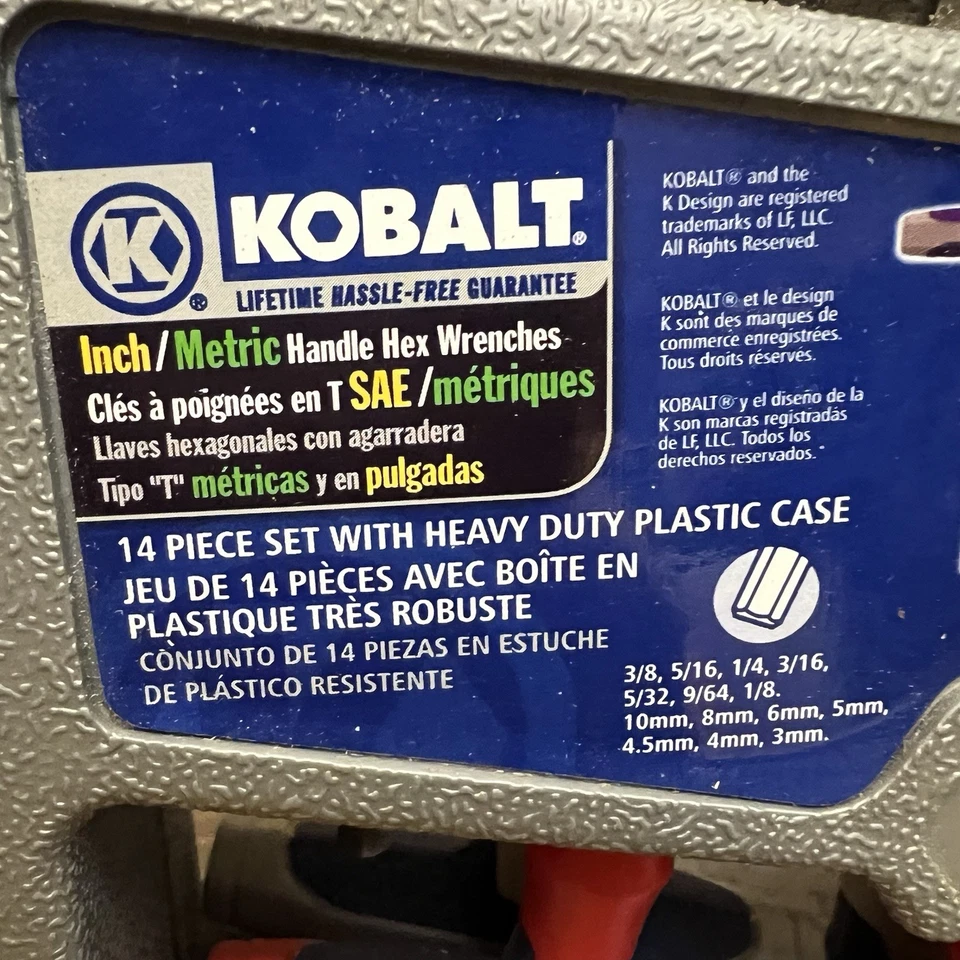 K
®
KOBALT®
LIFETIME HASSLE-FREE GUARANTEE
Inch/Metric Handle Hex Wrenches
Clés à poignées en T SAE/métriques
Llaves hexagonales con agarradera
Tipo "T" métricas y en pulgadas
14 PIECE SET WITH HEAVY DUTY PLASTIC CASE
JEU DE 14 PIÈCES AVEC BOÎTE EN
PLASTIQUE TRÈS ROBUSTE
CONJUNTO DE 14 PIEZAS EN ESTUCHE
DE PLÁSTICO RESISTENTE
KOBALT® and the
K Design are registered
trademarks of LF, LLC.
All Rights Reserved.
KOBALT® et le design
K sont des marques de
commerce enregistrées.
Tous droits réservés.
KOBALT® y el diseño de la
K son marcas registradas
de LF, LLC. Todos los
derechos reservados.
3/8, 5/16, 1/4, 3/16,
5/32, 9/64, 1/8.
10mm, 8mm, 6mm, 5mm,
4.5mm, 4mm, 3mm.